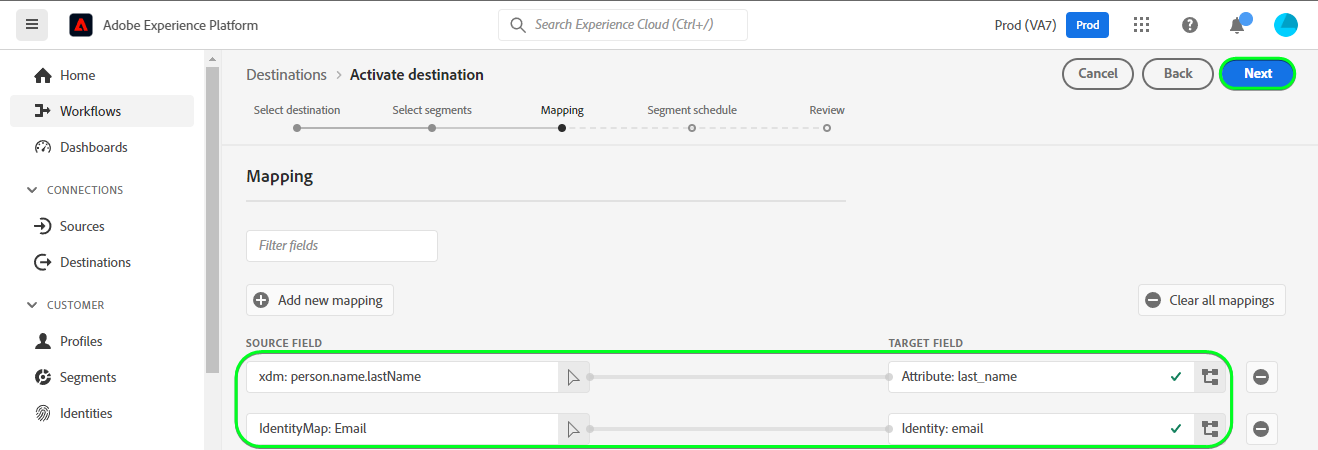 Adobe Experience Platform
Search Experience Cloud (Ctrl+/)
Prod (VA7)
Prod
Home
Workflows
Dashboards
CONNECTIONS
Sources
Destinations
CUSTOMER
Profiles
Segments
Identities
Destinations > Activate destination
Cancel
Back
Next
Select destination
Select segments
Mapping
Segment schedule
Review
Mapping
Filter fields
Add new mapping
Clear all mappings
SOURCE FIELD
TARGET FIELD
xdm: person.name.lastName
Attribute: last_name
IdentityMap: Email
Identity: email